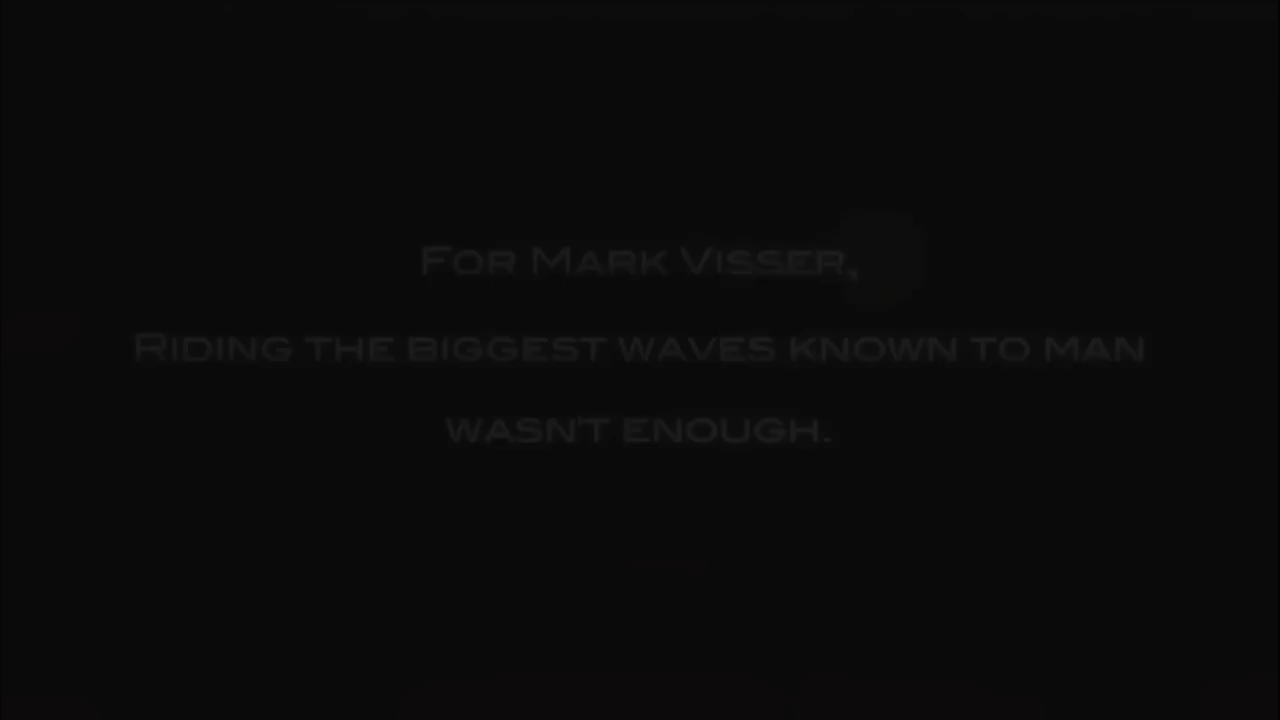 For Mark Visser,
Riding the biggest waves known to man
wasn't enough.